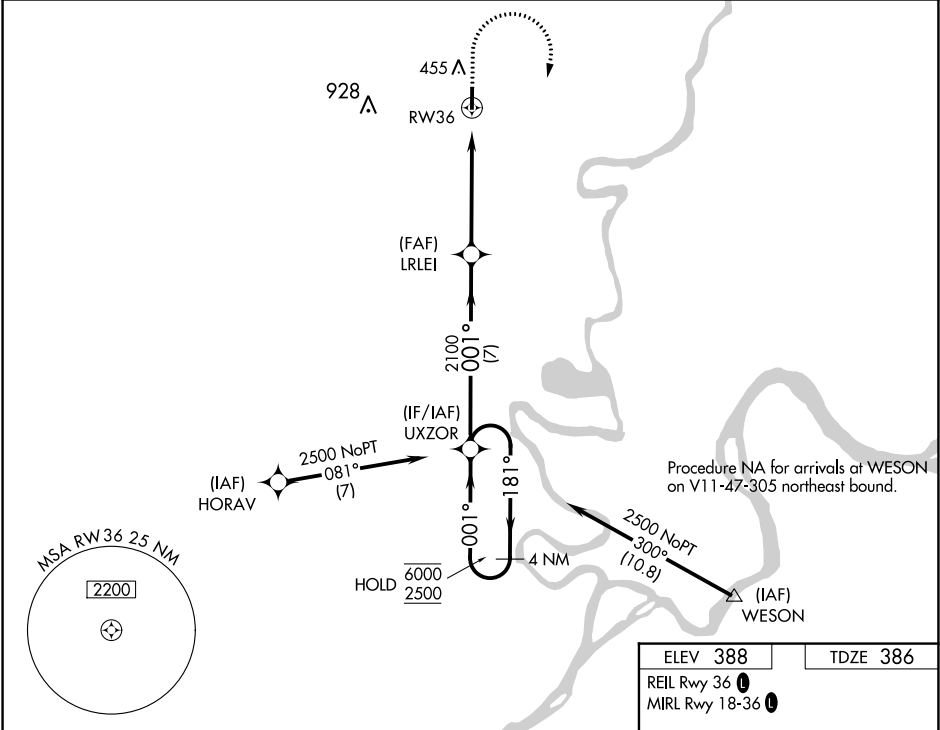 455
928
RW36
(FAF)
LRLEI
2100
001°
(7)
(IF/IAF)
UXZOR
2500 NoPT
081°
(7)
(IAF)
HORAV
181°
001°
4 NM
HOLD
6000
2500
Procedure NA for arrivals at WESON
on V11-47-305 northeast bound.
2500 NoPT
300°
(10.8)
(IAF)
WESON
MSA RW36 25 NM
2200
ELEV 388
TDZE 386
REIL Rwy 36 L
MIRL Rwy 18-36 L